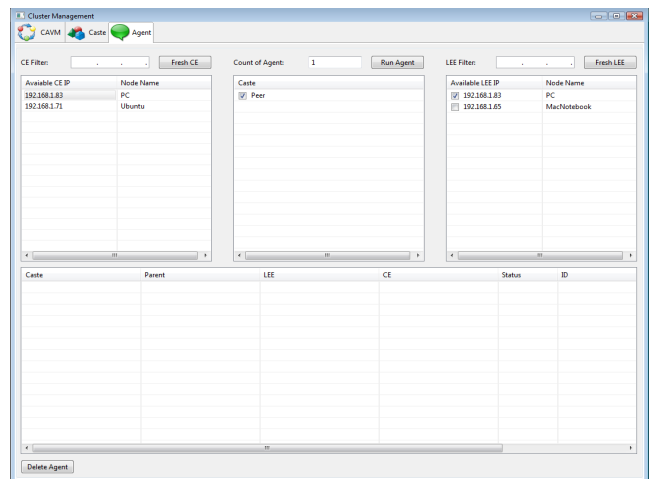 Cluster Management
CAVM Caste Agent
CE Filter: . . . Fresh CE Count of Agent: 1 Run Agent LEE Filter: . . . Fresh LEE
Avaiable CE IP Node Name Caste Available LEE IP Node Name
192.168.1.83 PC Peer 192.168.1.83 PC
192.168.1.71 Ubuntu 192.168.1.65 MacNotebook
Caste Parent LEE CE Status ID
Delete Agent